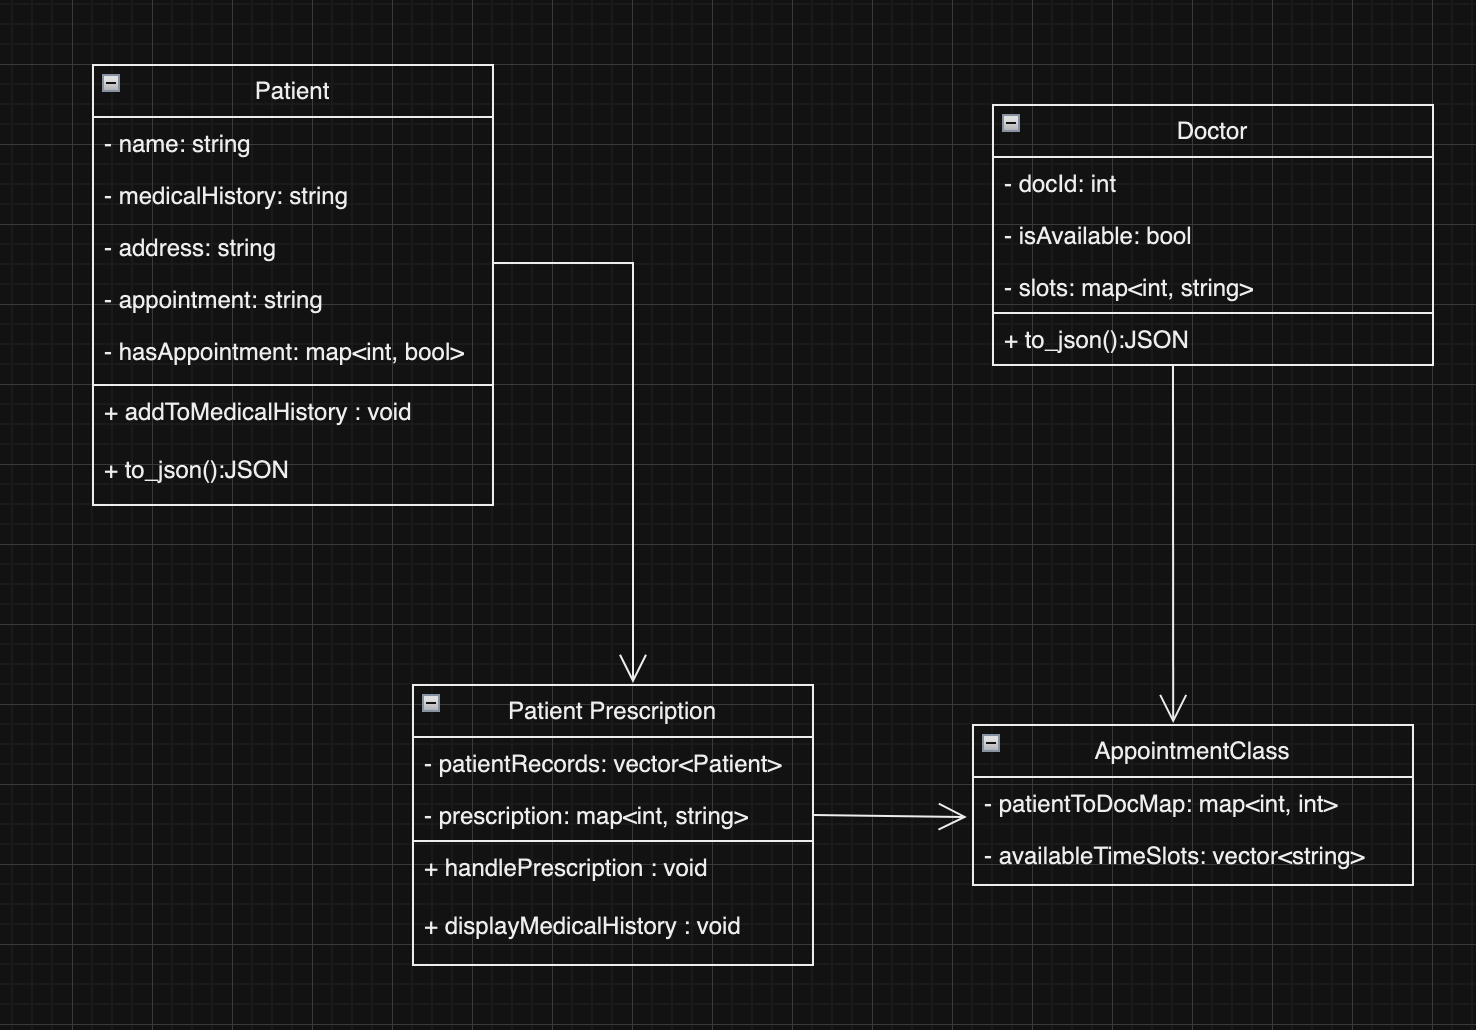 Patient
- name: string
- medicalHistory: string
- address: string
- appointment: string
- hasAppointment: map<int, bool>
+ addToMedicalHistory : void
+ to_json():JSON
Doctor
- docId: int
- isAvailable: bool
- slots: map<int, string>
+ to_json():JSON
Patient Prescription
- patientRecords: vector<Patient>
- prescription: map<int, string>
+ handlePrescription : void
+ displayMedicalHistory : void
AppointmentClass
- patientToDocMap: map<int, int>
- availableTimeSlots: vector<string>